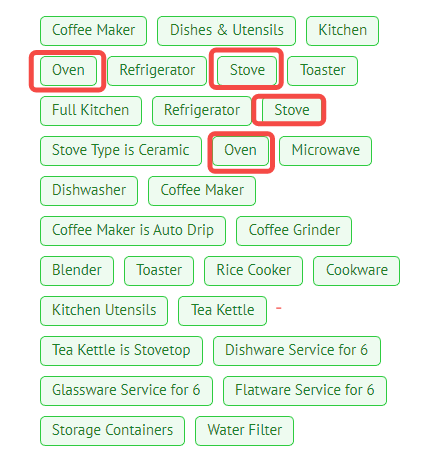 Coffee Maker Dishes & Utensils Kitchen
Oven Refrigerator Stove Toaster
Full Kitchen Refrigerator Stove
Stove Type is Ceramic Oven Microwave
Dishwasher Coffee Maker
Coffee Maker is Auto Drip Coffee Grinder
Blender Toaster Rice Cooker Cookware
Kitchen Utensils Tea Kettle -
Tea Kettle is Stovetop Dishware Service for 6
Glassware Service for 6 Flatware Service for 6
Storage Containers Water Filter